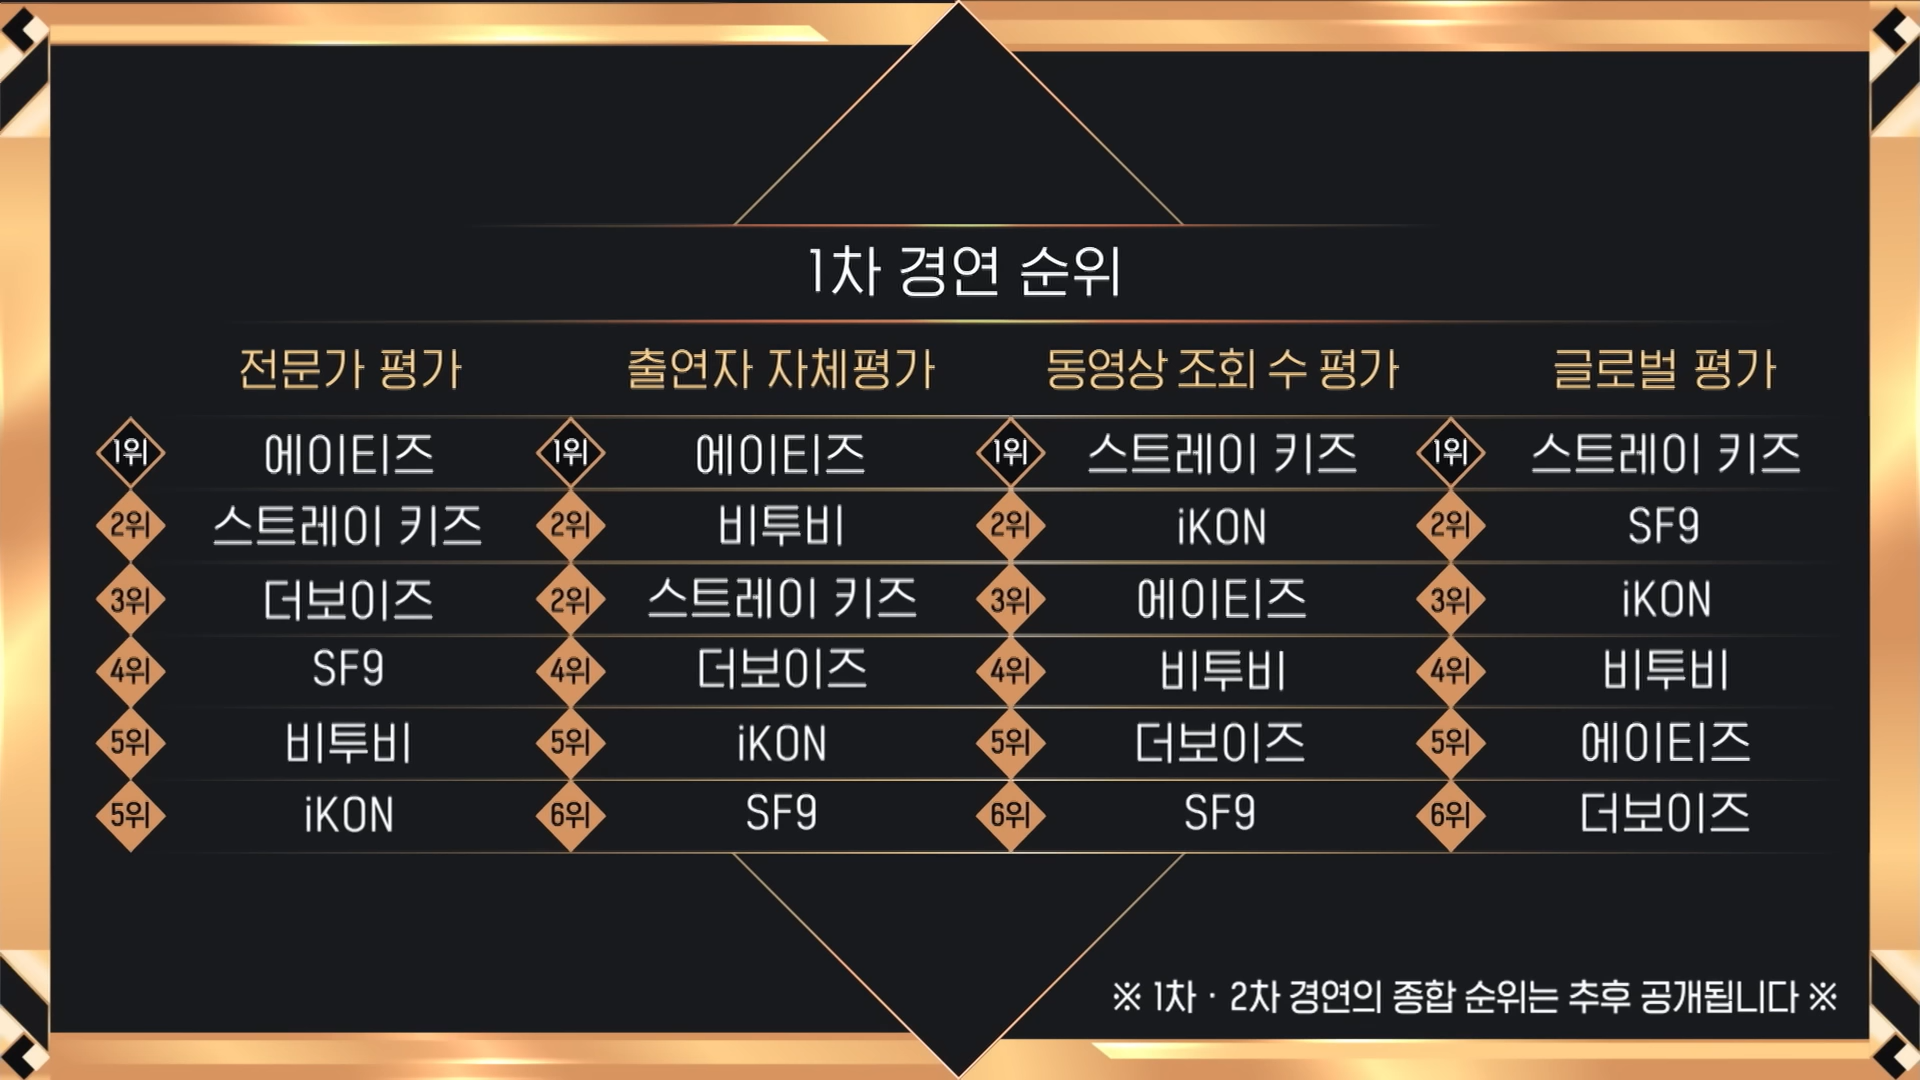 1차 경연 순위
전문가 평가 출연자 자체평가 동영상 조회 수 평가 글로벌 평가
1위 에이티즈 1위 에이티즈 1위 스트레이 키즈 1위 스트레이 키즈
2위 스트레이 키즈 2위 비투비 2위 iKON 2위 SF9
3위 더보이즈 2위 스트레이 키즈 3위 에이티즈 3위 iKON
4위 SF9 4위 더보이즈 4위 비투비 4위 비투비
5위 비투비 5위 iKON 5위 더보이즈 5위 에이티즈
5위 iKON 6위 SF9 6위 SF9 6위 더보이즈
※ 1차 · 2차 경연의 종합 순위는 추후 공개됩니다 ※